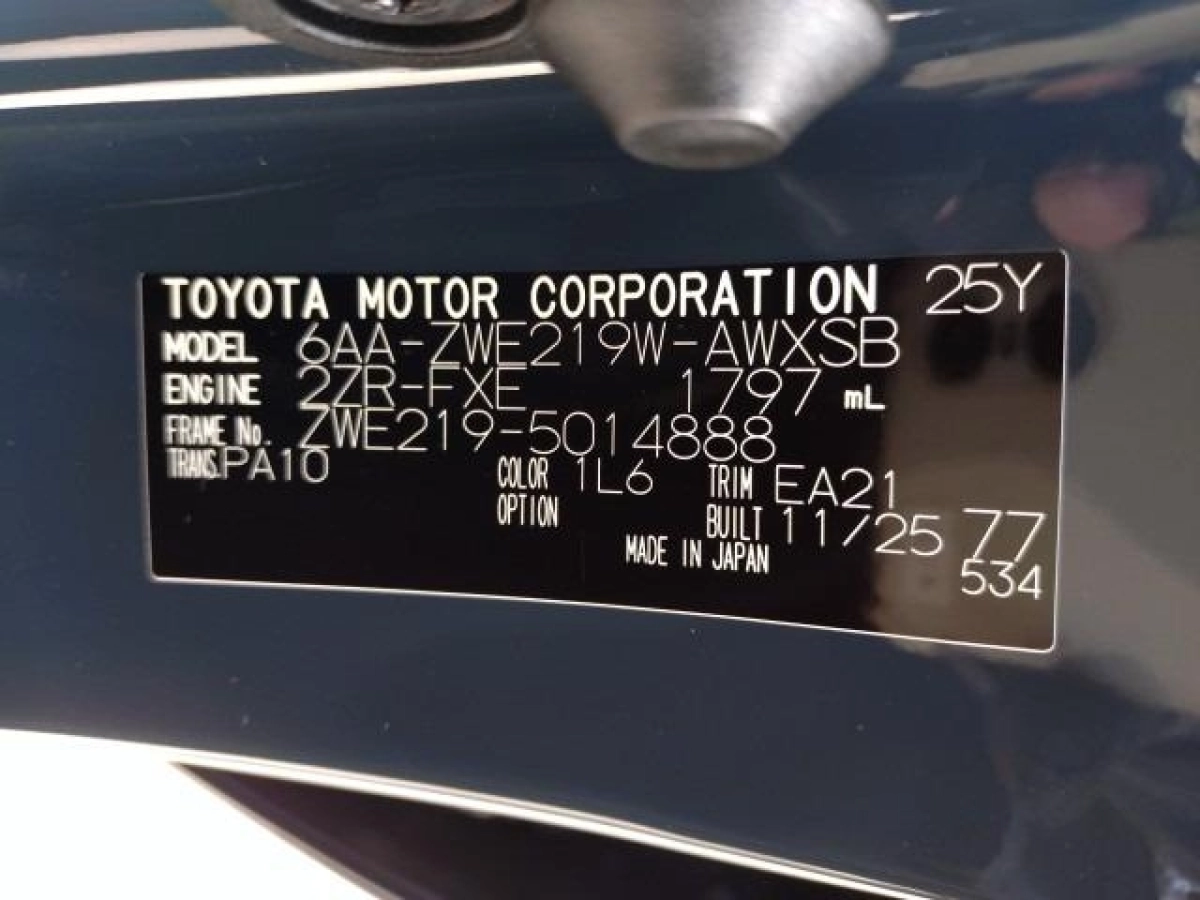 TOYOTA MOTOR CORPORATION 25Y
MODEL 6AA-ZWE219W-AWXSB
ENGINE 2ZR-FXE 1797 mL
FRAME No. ZWE219-5014888
TRANS. PA10 COLOR 1L6 TRIM EA21
OPTION BUILT 11/25 77
MADE IN JAPAN 534